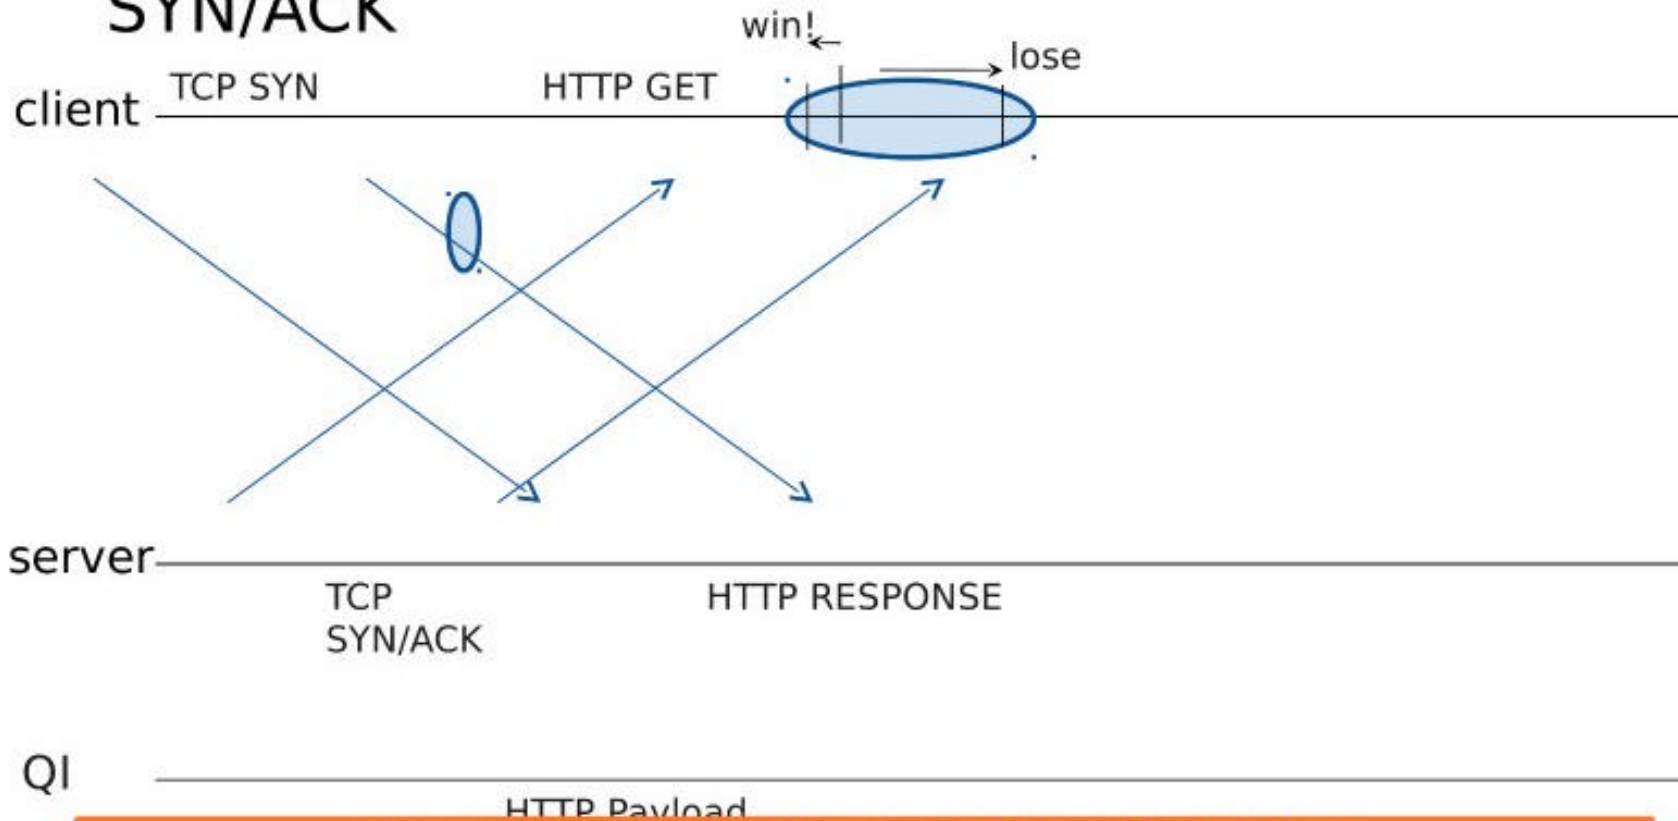 SYN/ACK
win!
lose
TCP SYN
HTTP GET
client
server
TCP
SYN/ACK
HTTP RESPONSE
QI
HTTP Payload